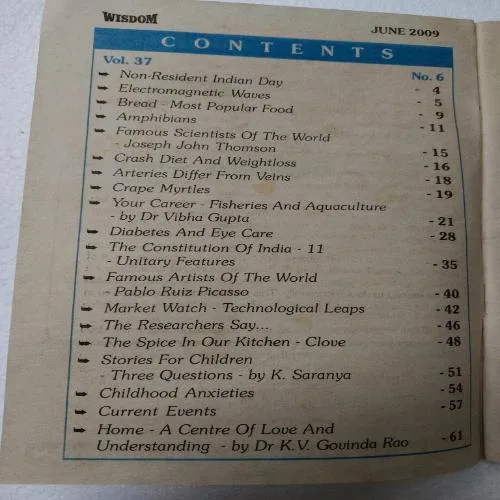 WISDOM
JUNE 2009
CONTENTS
Vol. 37 No. 6
Non-Resident Indian Day - 4
Electromagnetic Waves - 5
Bread - Most Popular Food - 9
Amphibians - 11
Famous Scientists Of The World
- Joseph John Thomson - 15
Crash Diet And Weightloss - 16
Arteries Differ From Veins - 18
Crape Myrtles - 19
Your Career - Fisheries And Aquaculture
- by Dr Vibha Gupta - 21
Diabetes And Eye Care - 28
The Constitution Of India - 11
- Unitary Features - 35
Famous Artists Of The World
- Pablo Ruiz Picasso - 40
Market Watch - Technological Leaps - 42
The Researchers Say... - 46
The Spice In Our Kitchen - Clove - 48
Stories For Children
- Three Questions - by K. Saranya - 51
Childhood Anxieties - 54
Current Events - 57
Home - A Centre Of Love And
Understanding - by Dr K.V. Govinda Rao - 61